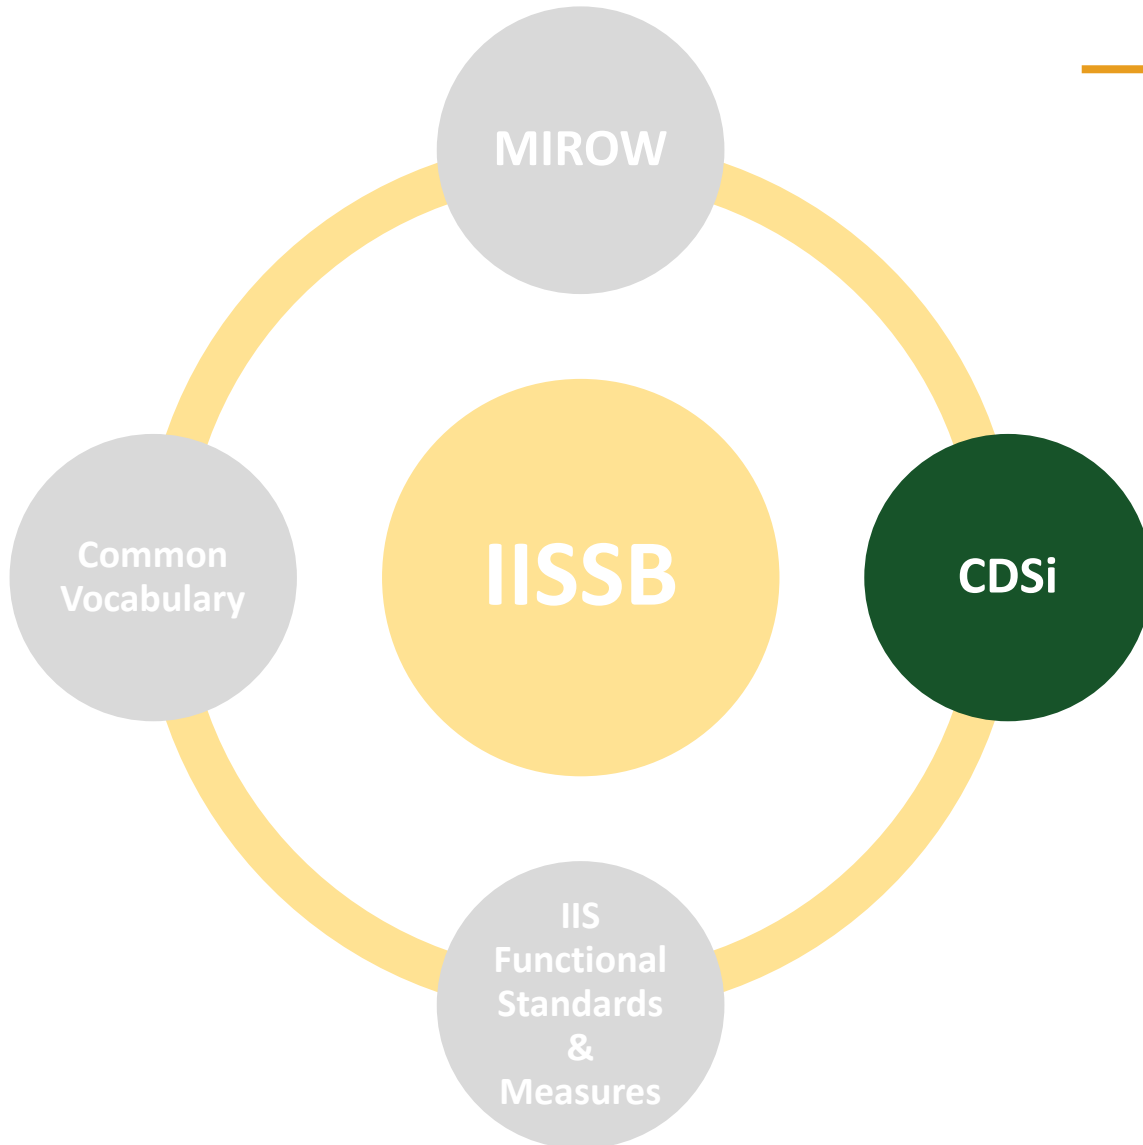 MIROW
Common
Vocabulary
IISSB
CDSi
IIS
Functional
Standards
&
Measures